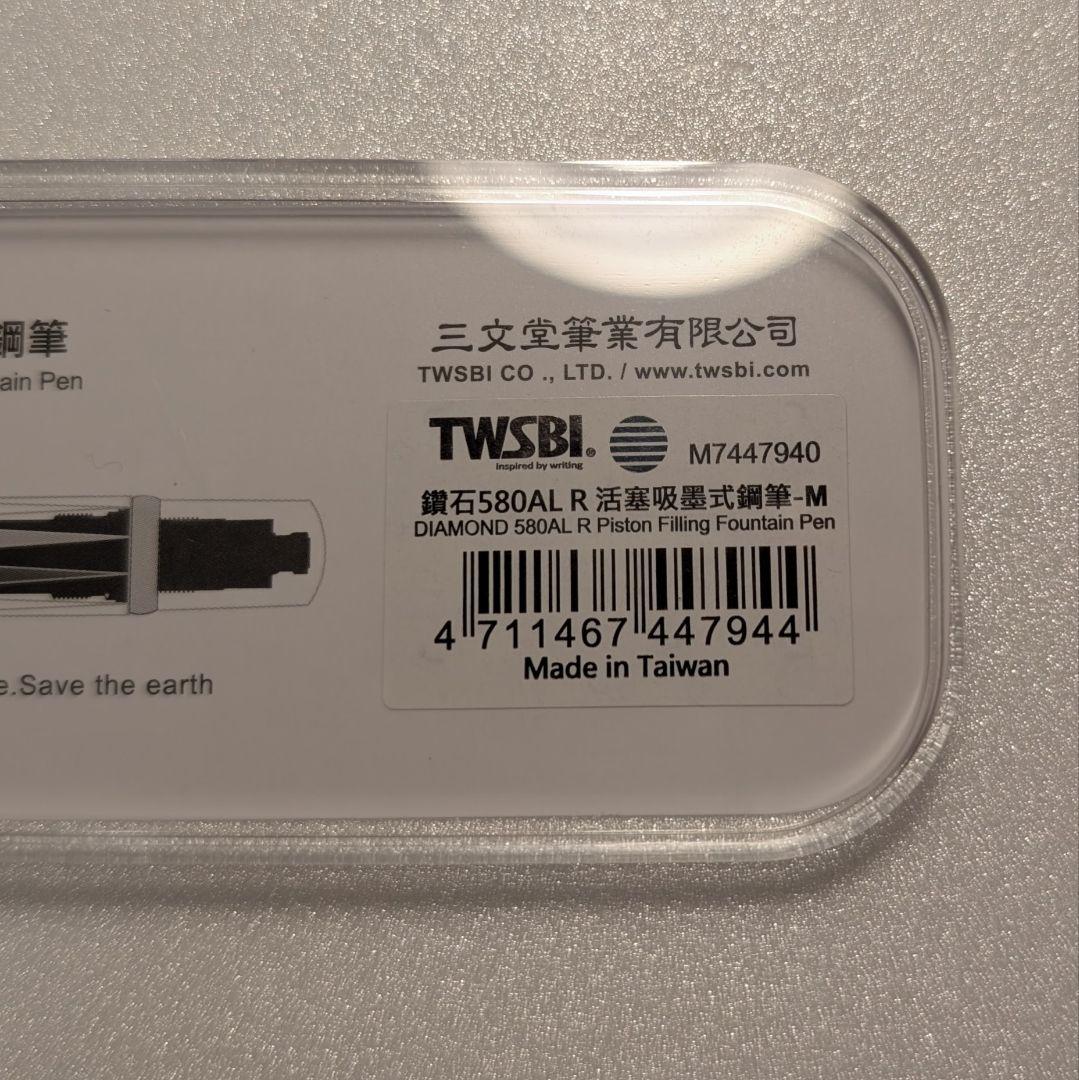 鋼筆
ain Pen
e.Save the earth
三文堂筆業有限公司
TWSBI CO ., LTD. / www.twsbi.com
TWSBI®
Inspired by writing
M7447940
鑽石580AL R 活塞吸墨式鋼筆-M
DIAMOND 580AL R Piston Filling Fountain Pen
4 711467 447944
Made in Taiwan